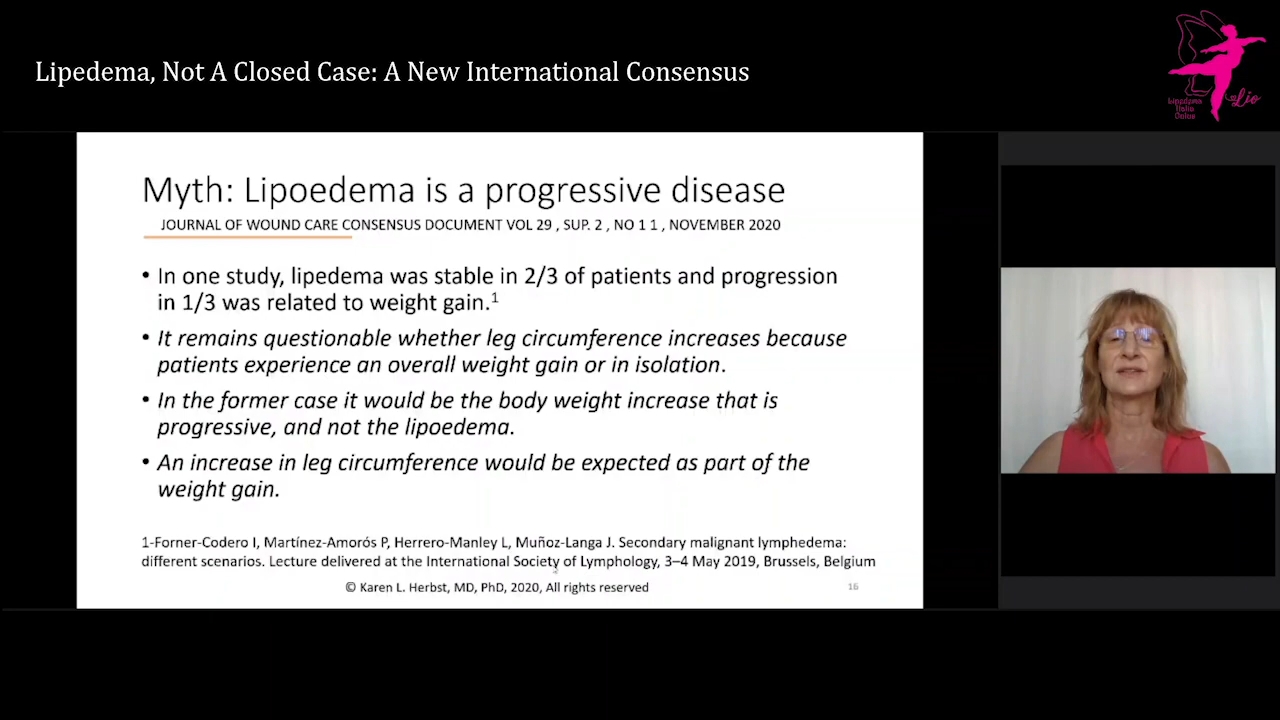 Lipedema, Not A Closed Case: A New International Consensus
Lipedema
Italia
Onlus
Lio
Myth: Lipoedema is a progressive disease
JOURNAL OF WOUND CARE CONSENSUS DOCUMENT VOL 29 , SUP. 2 , NO 1 1 , NOVEMBER 2020
• In one study, lipedema was stable in 2/3 of patients and progression
in 1/3 was related to weight gain.¹
• It remains questionable whether leg circumference increases because
patients experience an overall weight gain or in isolation.
• In the former case it would be the body weight increase that is
progressive, and not the lipoedema.
• An increase in leg circumference would be expected as part of the
weight gain.
1-Forner-Codero I, Martínez-Amorós P, Herrero-Manley L, Muñoz-Langa J. Secondary malignant lymphedema:
different scenarios. Lecture delivered at the International Society of Lymphology, 3–4 May 2019, Brussels, Belgium
© Karen L. Herbst, MD, PhD, 2020, All rights reserved
16